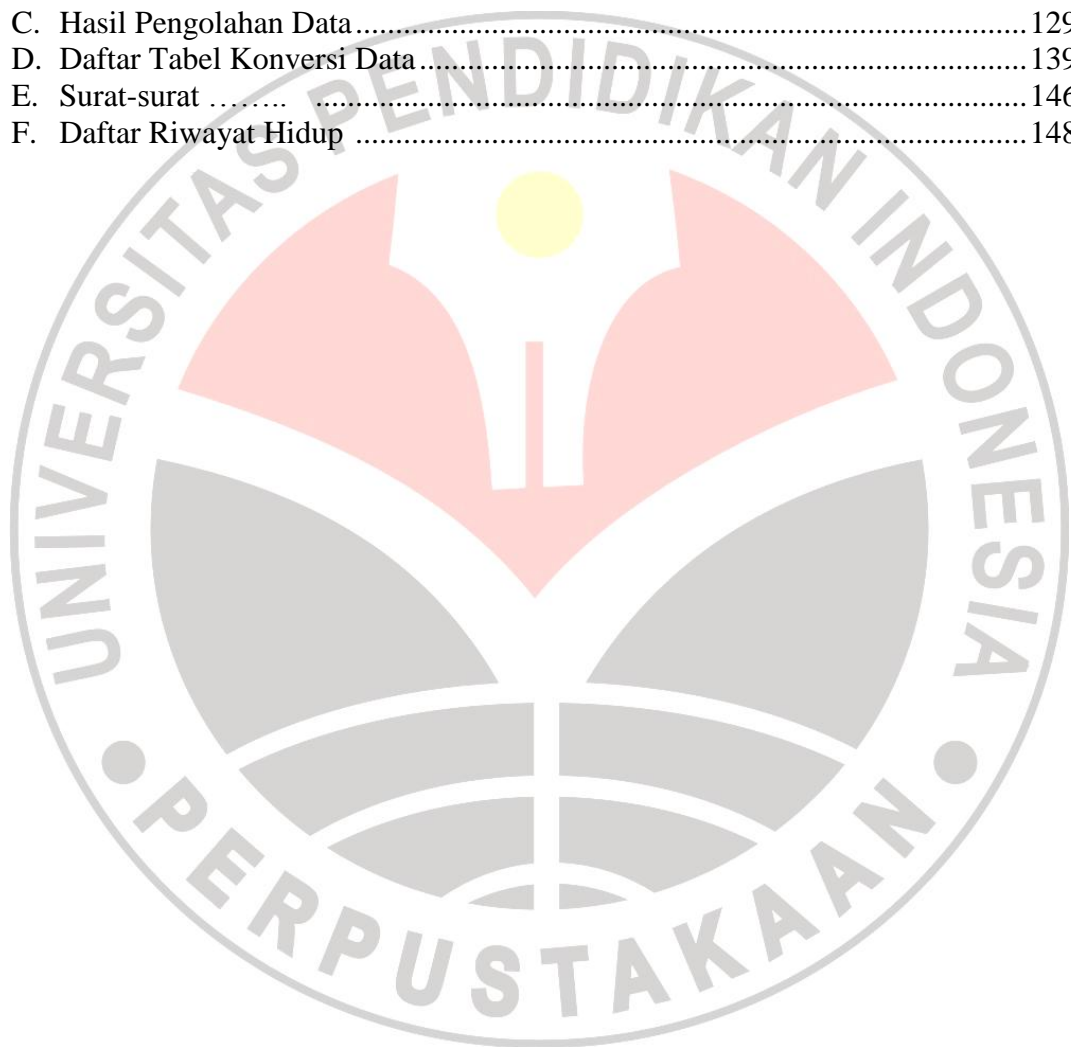 C. Hasil Pengolahan Data...........................................................................129
D. Daftar Tabel Konversi Data....................................................................139
E. Surat-surat …….. ...............................................................................146
F. Daftar Riwayat Hidup ...........................................................................148
UNIVERSITAS PENDIDIKAN INDONESIA
PERPUSTAKAAN